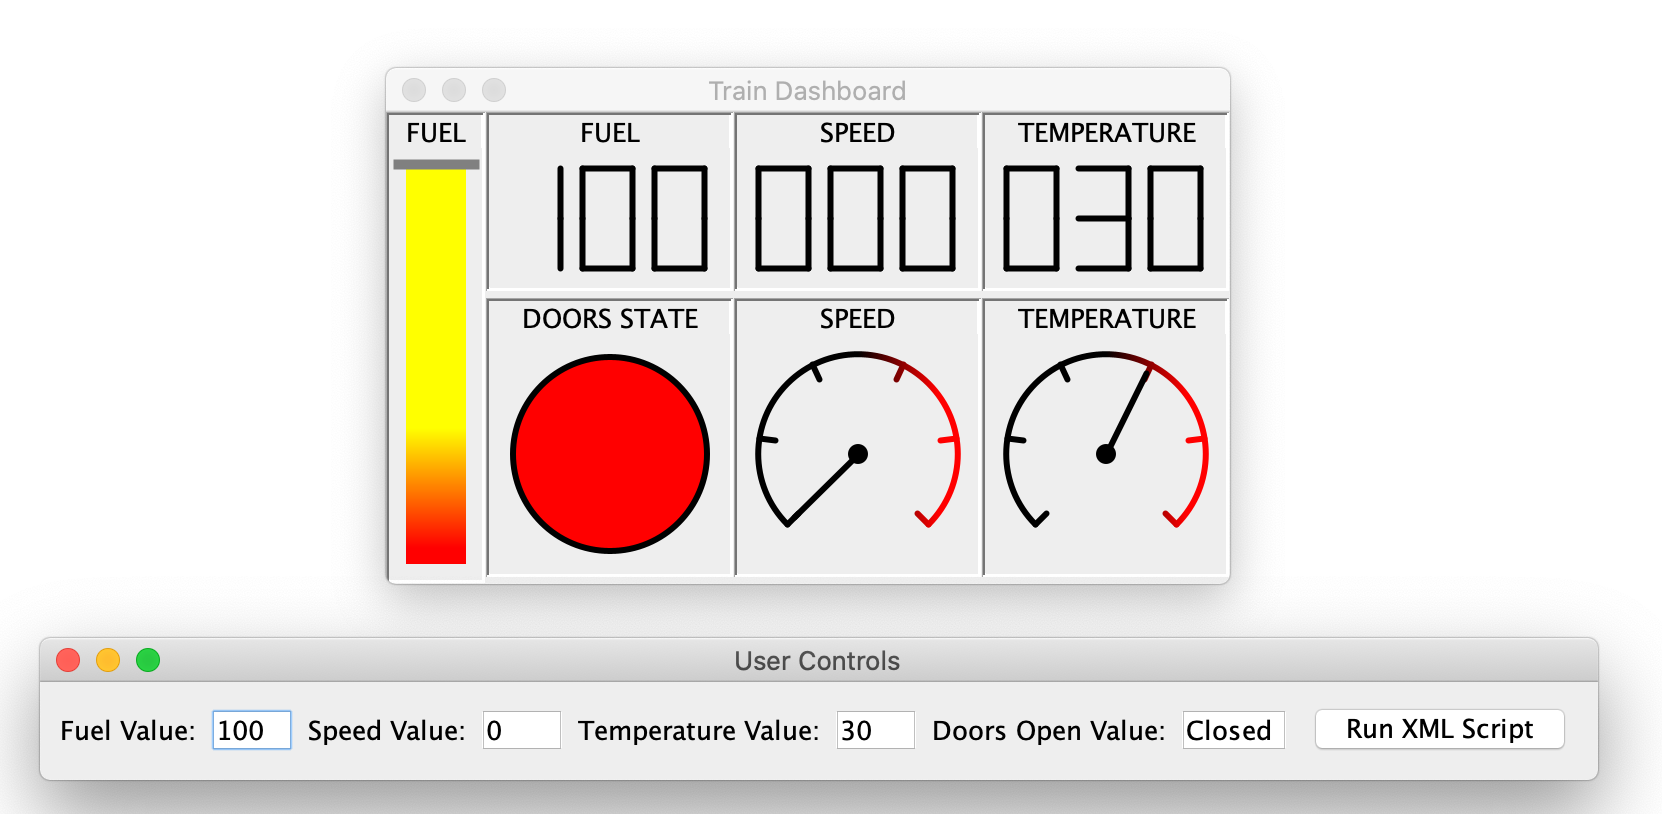 Train Dashboard
FUEL
FUEL
SPEED
TEMPERATURE
100
000
030
DOORS STATE
SPEED
TEMPERATURE
User Controls
Fuel Value: 100 Speed Value: 0 Temperature Value: 30 Doors Open Value: Closed Run XML Script